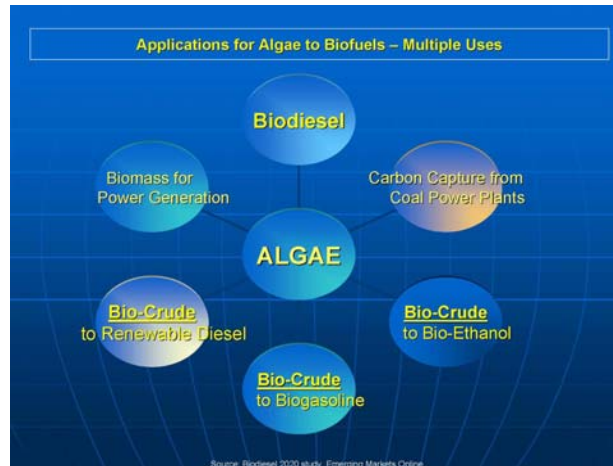 Applications for Algae to Biofuels – Multiple Uses
Biodiesel
Biomass for
Power Generation
Carbon Capture from
Coal Power Plants
ALGAE
Bio-Crude
to Renewable Diesel
Bio-Crude
to Bio-Ethanol
Bio-Crude
to Biogasoline
Source: Biodiesel 2020 study, Emerging Markets Online